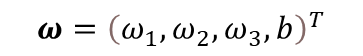 𝝎 = (ω₁, ω₂, ω₃, b)ᵀ